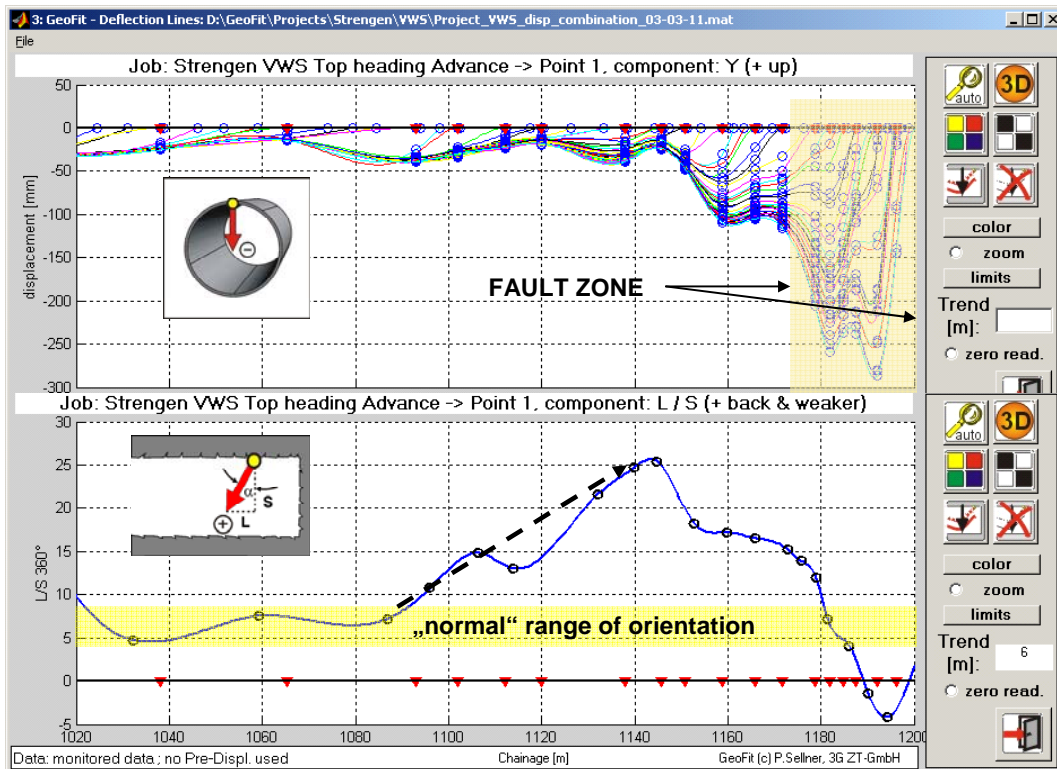 3: GeoFit - Deflection Lines: D:\GeoFit\Projects\Strengen\VWS\Project_VWS_disp_combination_03-03-11.mat
File
Job: Strengen VWS Top heading Advance -> Point 1, component: Y (+ up)
50
0
-50
-100
-150
-200
-250
-300
displacement [mm]
FAULT ZONE
auto
3D
color
zoom
limits
Trend
[m]:
zero read.
Job: Strengen VWS Top heading Advance -> Point 1, component: L / S (+ back & weaker)
30
25
20
15
10
5
0
-5
L/S 360°
α
S
L
„normal“ range of orientation
1020
1040
1060
1080
1100
1120
1140
1160
1180
1200
auto
3D
color
zoom
limits
Trend
[m]: 6
zero read.
Data: monitored data ; no Pre-Displ. used
Chainage [m]
GeoFit (c) P.Sellner, 3G ZT-GmbH